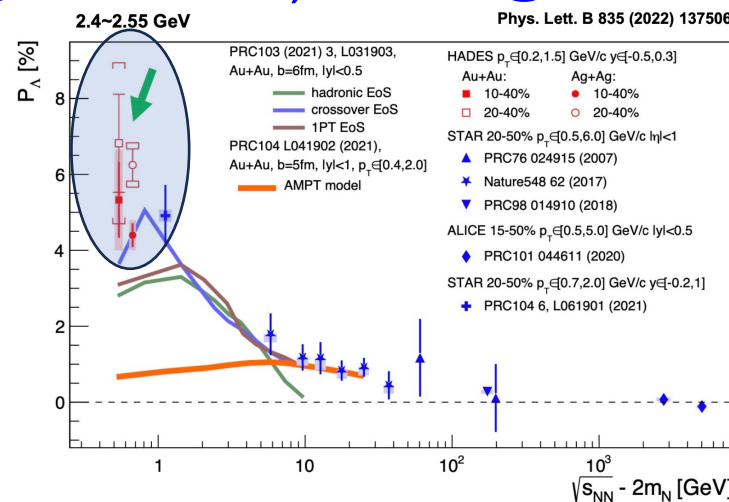 2.4~2.55 GeV
Phys. Lett. B 835 (2022) 137506
P_Λ [%]
PRC103 (2021) 3, L031903,
Au+Au, b=6fm, |y|<0.5
hadronic EoS
crossover EoS
1PT EoS
PRC104 L041902 (2021),
Au+Au, b=5fm, |y|<1, p_T∈[0.4,2.0]
AMPT model
HADES p_T∈[0.2,1.5] GeV/c y∈[-0.5,0.3]
Au+Au: Ag+Ag:
10-40% 10-40%
20-40% 20-40%
STAR 20-50% p_T∈[0.5,6.0] GeV/c |η|<1
PRC76 024915 (2007)
Nature548 62 (2017)
PRC98 014910 (2018)
ALICE 15-50% p_T∈[0.5,5.0] GeV/c |y|<0.5
PRC101 044611 (2020)
STAR 20-50% p_T∈[0.7,2.0] GeV/c y∈[-0.2,1]
PRC104 6, L061901 (2021)
8
6
4
2
0
1 10 10² 10³
√s_NN - 2m_N [GeV]